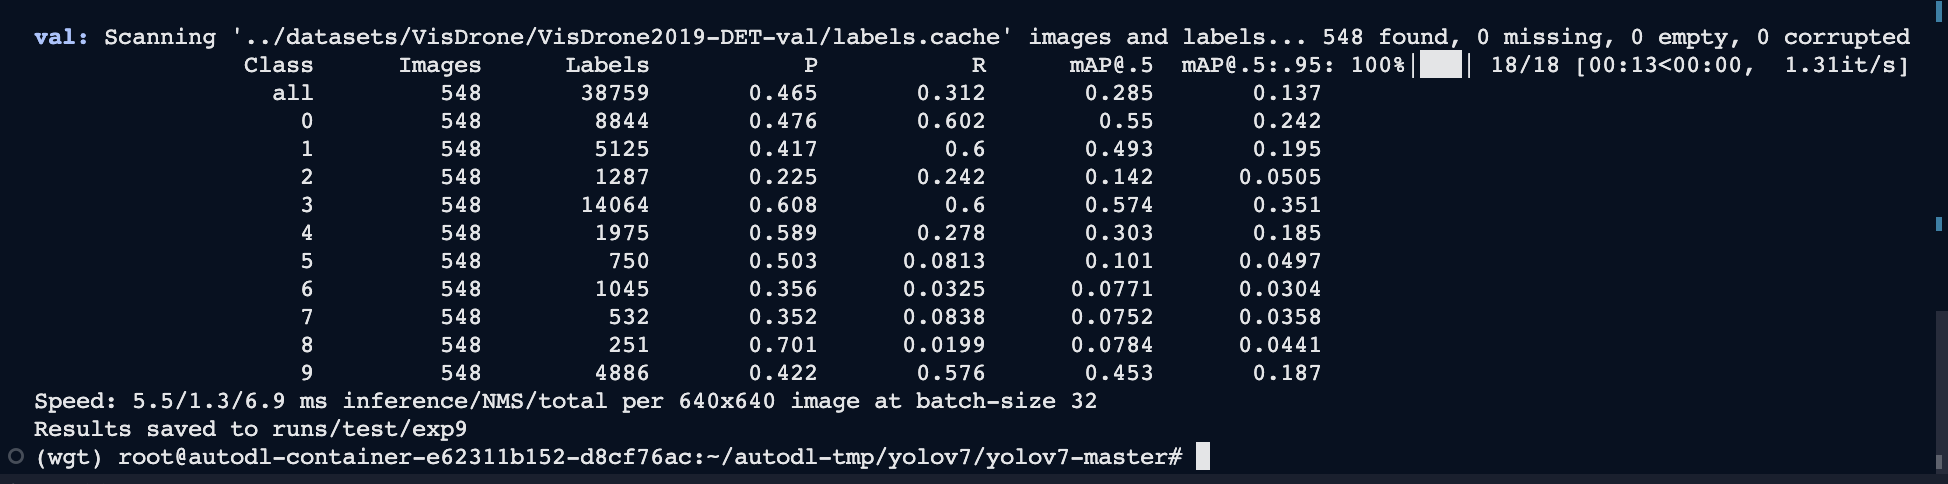 val: Scanning '../datasets/VisDrone/VisDrone2019-DET-val/labels.cache' images and labels... 548 found, 0 missing, 0 empty, 0 corrupted
Class Images Labels P R mAP@.5 mAP@.5:.95: 100%|███| 18/18 [00:13<00:00, 1.31it/s]
all 548 38759 0.465 0.312 0.285 0.137
0 548 8844 0.476 0.602 0.55 0.242
1 548 5125 0.417 0.6 0.493 0.195
2 548 1287 0.225 0.242 0.142 0.0505
3 548 14064 0.608 0.6 0.574 0.351
4 548 1975 0.589 0.278 0.303 0.185
5 548 750 0.503 0.0813 0.101 0.0497
6 548 1045 0.356 0.0325 0.0771 0.0304
7 548 532 0.352 0.0838 0.0752 0.0358
8 548 251 0.701 0.0199 0.0784 0.0441
9 548 4886 0.422 0.576 0.453 0.187
Speed: 5.5/1.3/6.9 ms inference/NMS/total per 640x640 image at batch-size 32
Results saved to runs/test/exp9
(wgt) root@autodl-container-e62311b152-d8cf76ac:~/autodl-tmp/yolov7/yolov7-master#